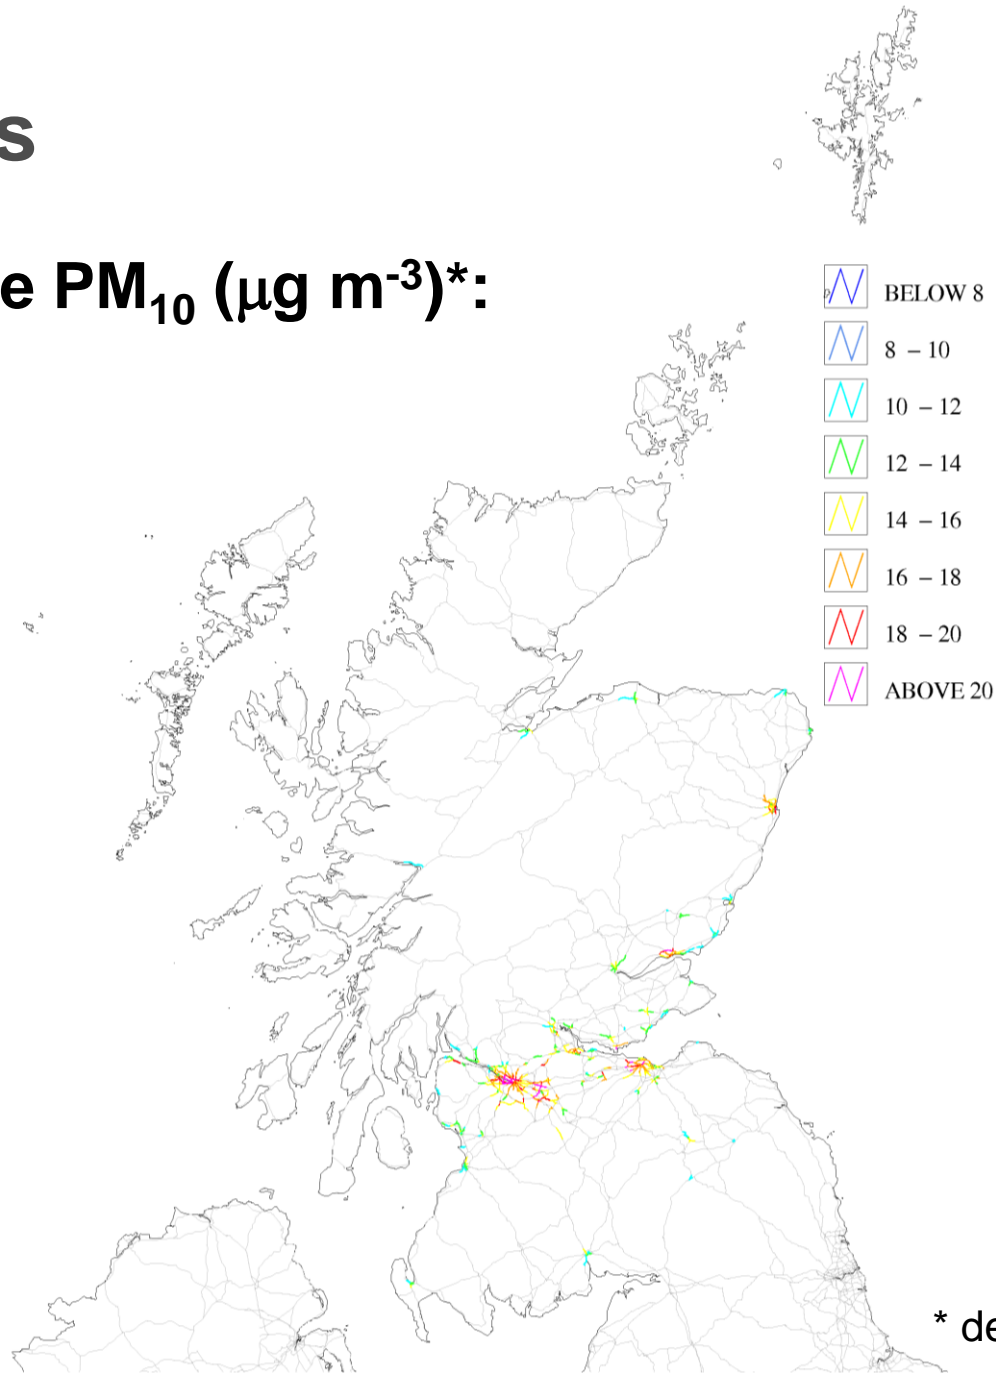 s
e PM₁₀ (μg m⁻³)*:
BELOW 8
8 – 10
10 – 12
12 – 14
14 – 16
16 – 18
18 – 20
ABOVE 20
* de